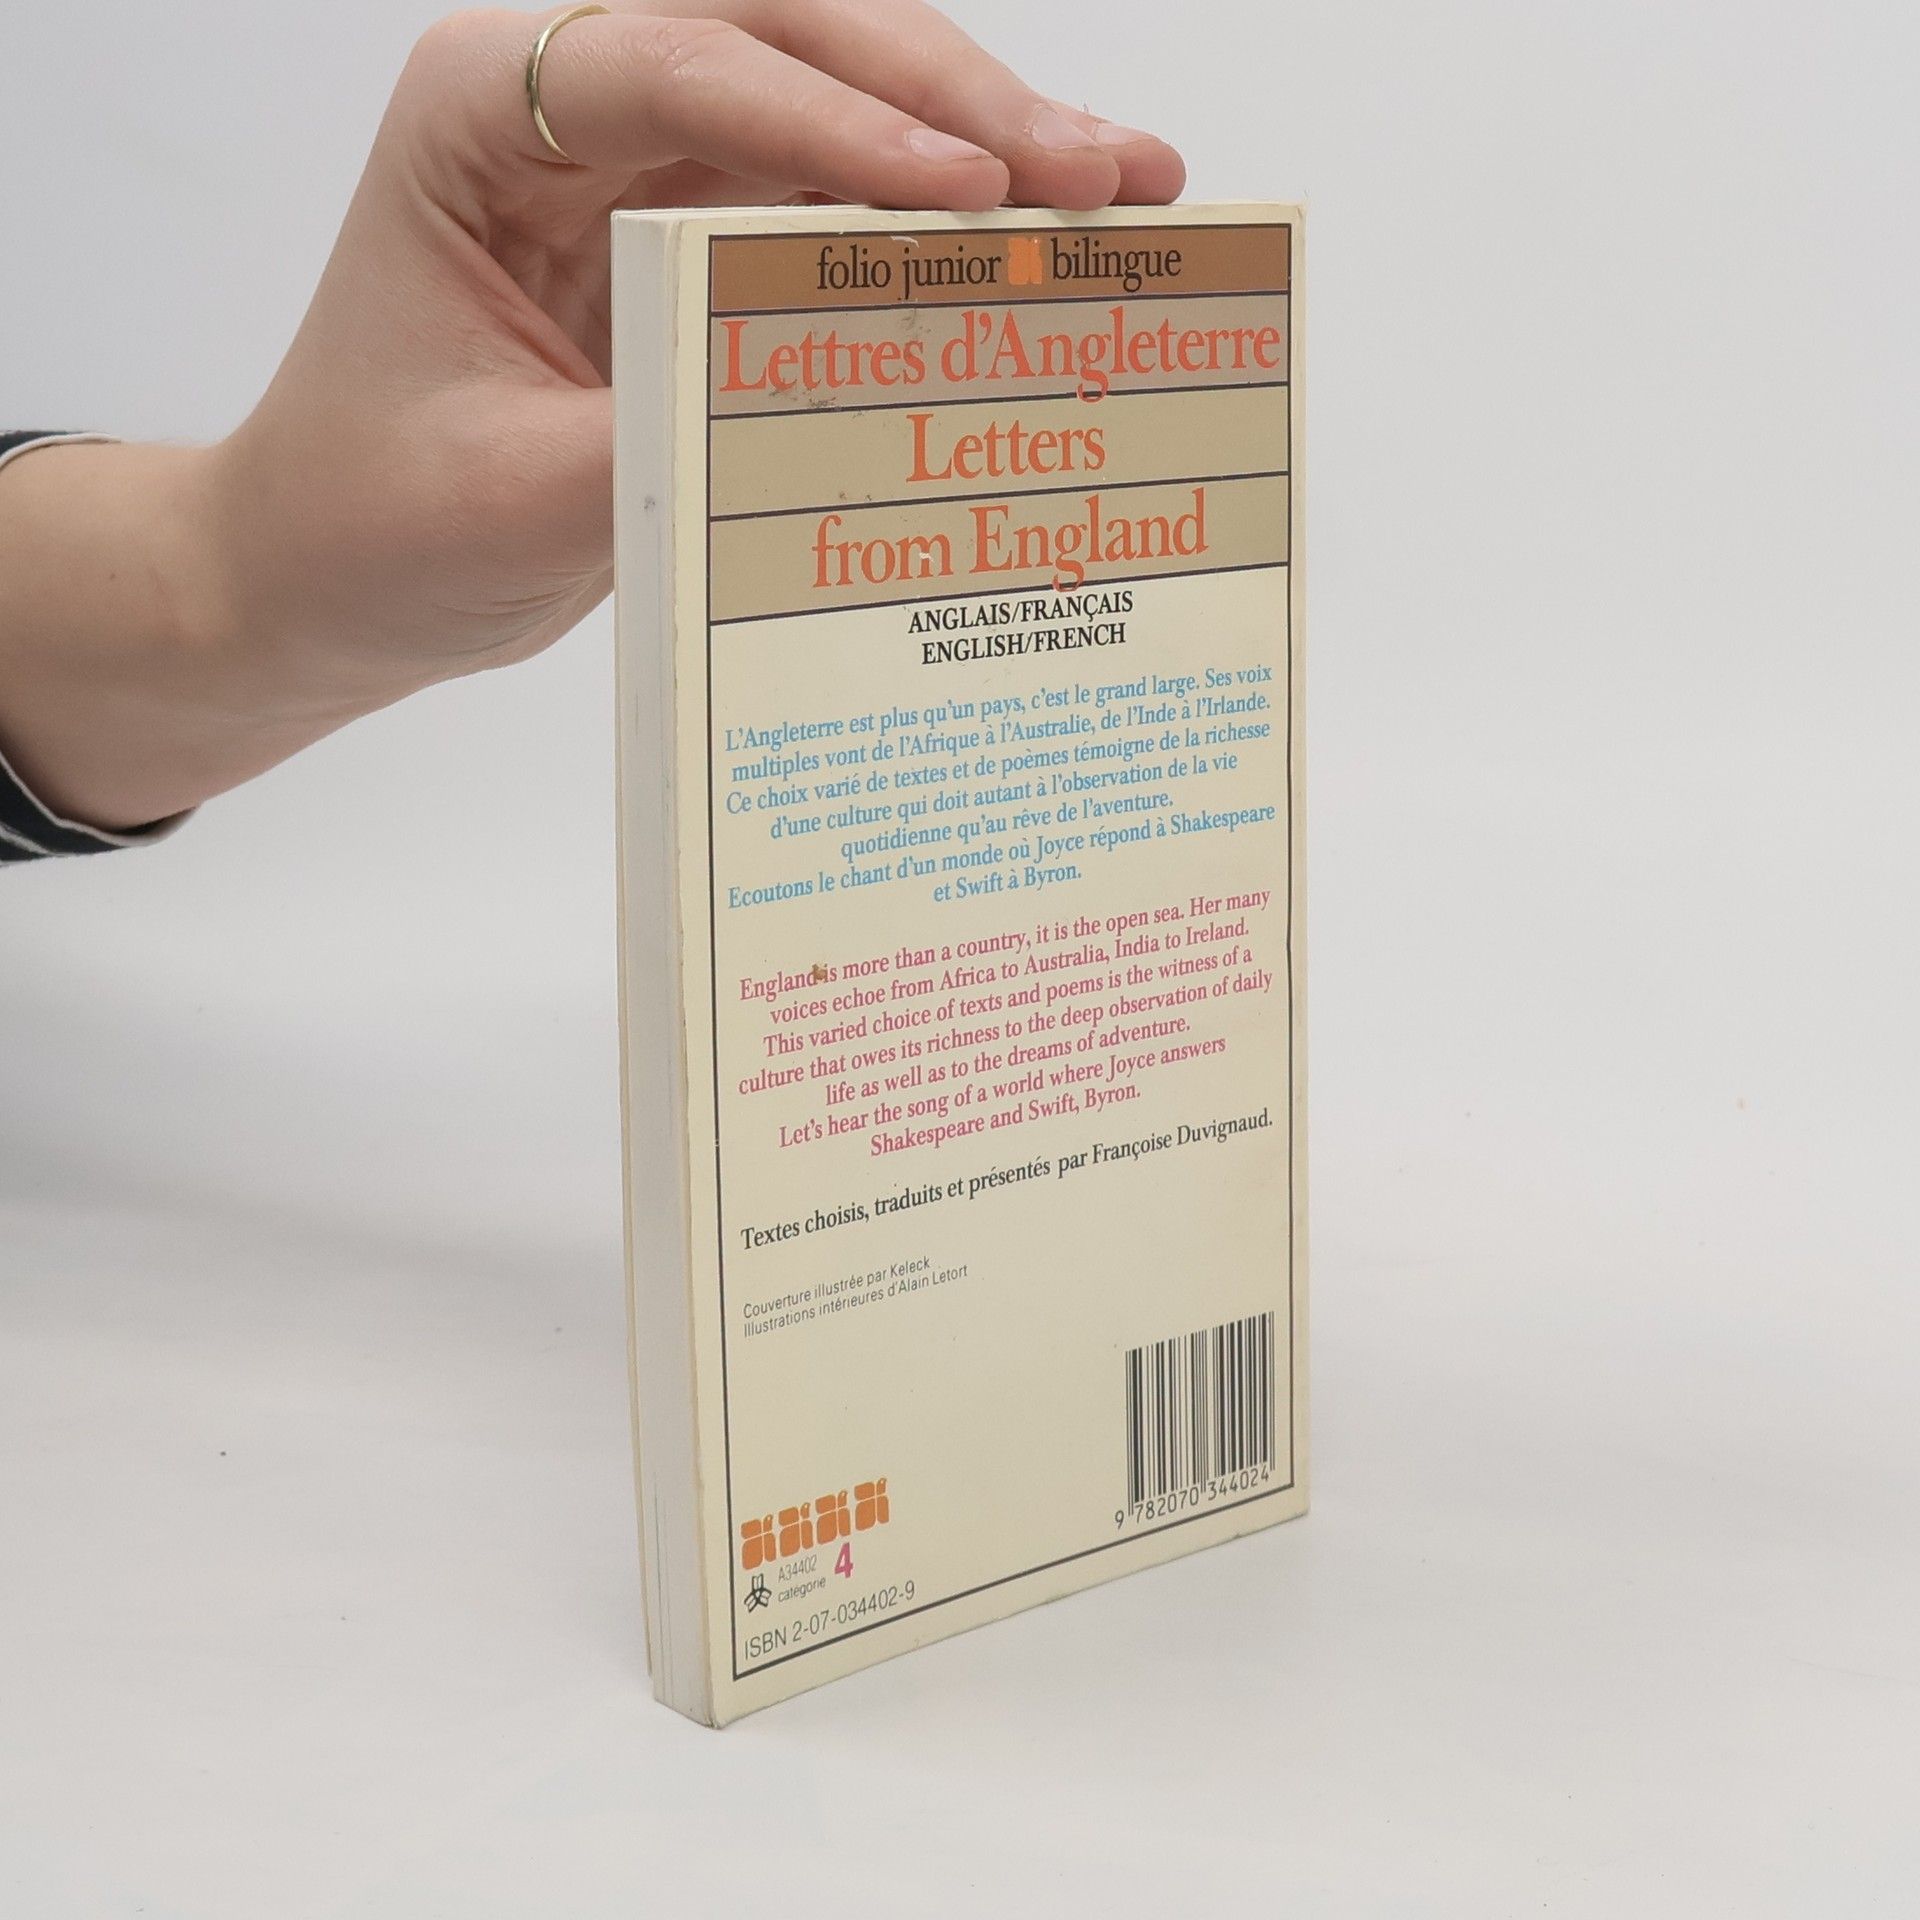 folio junior bilingue
Lettres d'Angleterre
Letters
from England
ANGLAIS/FRANÇAIS
ENGLISH/FRENCH
L'Angleterre est plus qu'un pays, c'est le grand large. Ses voix
multiples vont de l'Afrique à l'Australie, de l'Inde à l'Irlande.
Ce choix varié de textes et de poèmes témoigne de la richesse
d'une culture qui doit autant à l'observation de la vie
quotidienne qu'au rêve de l'aventure.
Ecoutons le chant d'un monde où Joyce répond à Shakespeare
et Swift à Byron.
England is more than a country, it is the open sea. Her many
voices echoe from Africa to Australia, India to Ireland.
This varied choice of texts and poems is the witness of a
culture that owes its richness to the deep observation of daily
life as well as to the dreams of adventure.
Let's hear the song of a world where Joyce answers
Shakespeare and Swift, Byron.
Textes choisis, traduits et présentés par Françoise Duvignaud.
Couverture illustrée par Keleck
Illustrations intérieures d'Alain Letort
9 782070 344024
A34402
catégorie 4
ISBN 2-07-034402-9